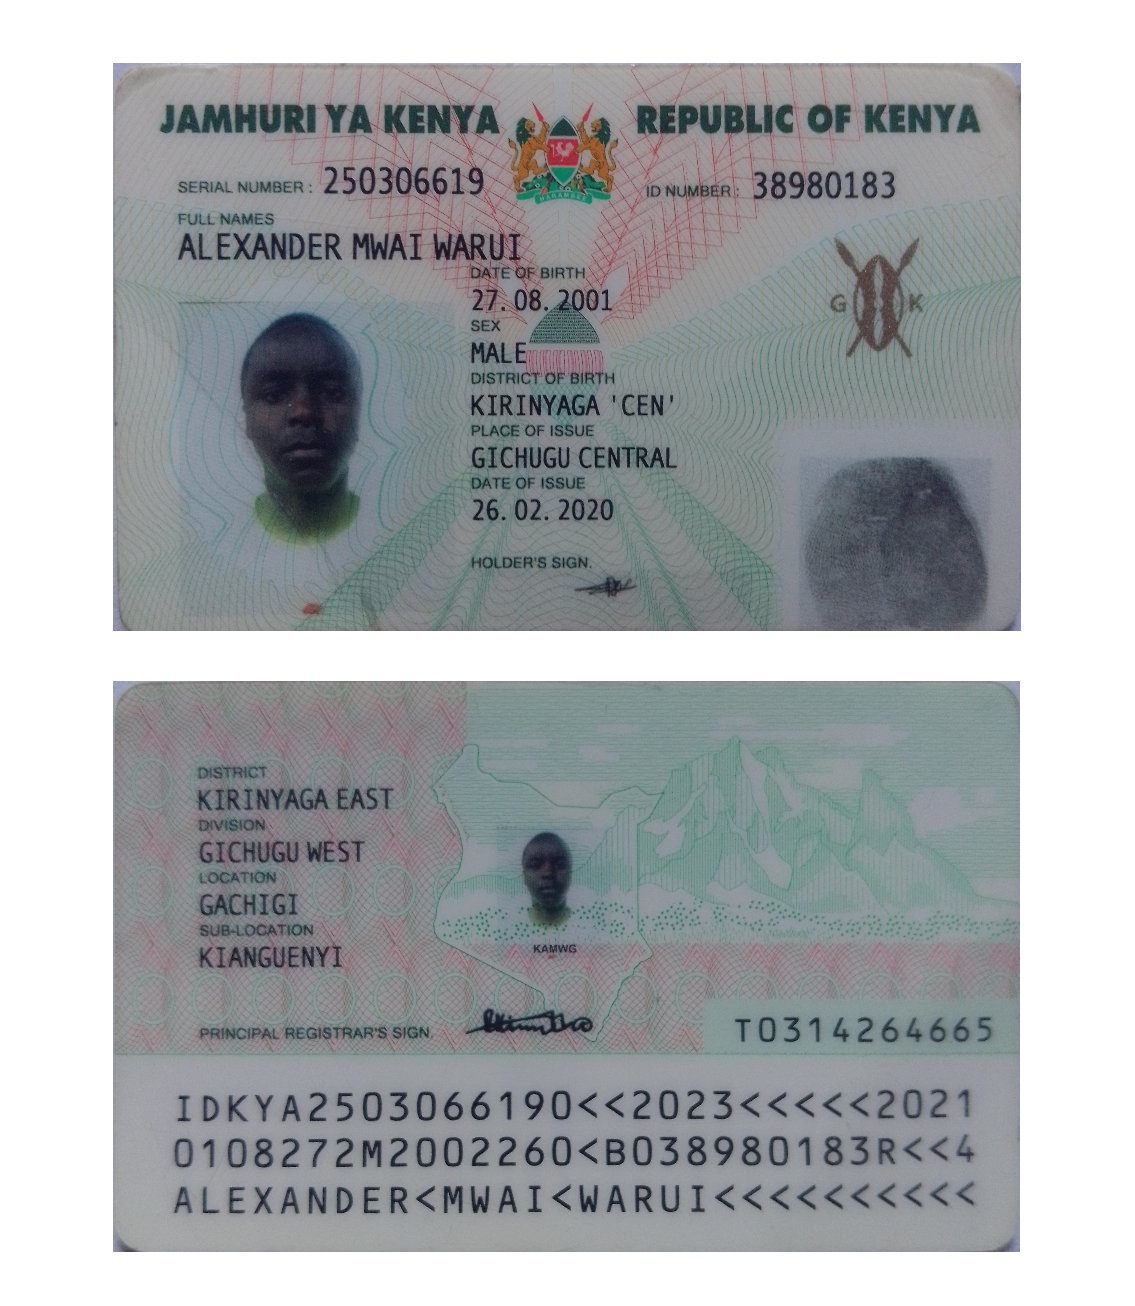 JAMHURI YA KENYA REPUBLIC OF KENYA
HARAMBEE
SERIAL NUMBER : 250306619 ID NUMBER : 38980183
FULL NAMES
ALEXANDER MWAI WARUI
DATE OF BIRTH
27. 08. 2001
G K
SEX
MALE
DISTRICT OF BIRTH
KIRINYAGA 'CEN'
PLACE OF ISSUE
GICHUGU CENTRAL
DATE OF ISSUE
26. 02. 2020
HOLDER'S SIGN.
DISTRICT
KIRINYAGA EAST
DIVISION
GICHUGU WEST
LOCATION
GACHIGI
SUB-LOCATION
KIANGUENYI
KAMWG
PRINCIPAL REGISTRAR'S SIGN.
T0314264665
IDKYA2503066190<<2023<<<<<2021
0108272M2002260<B038980183R<<4
ALEXANDER<MWAI<WARUI<<<<<<<<<<